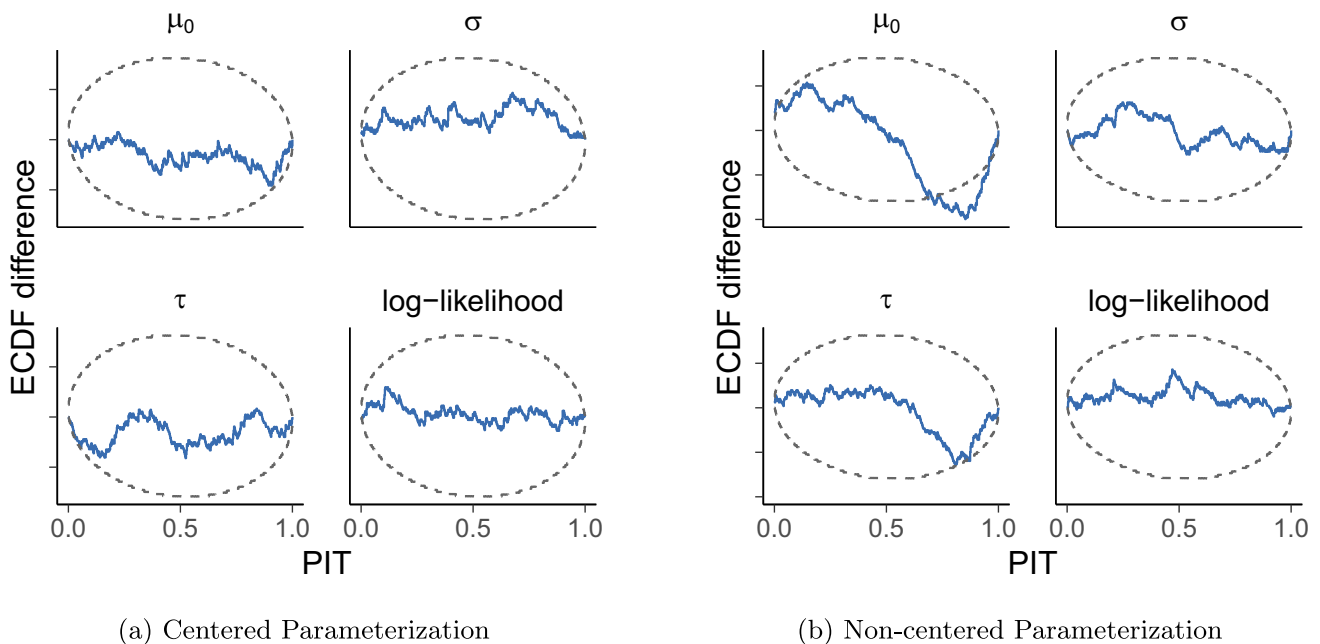 μ0
σ
ECDF difference
τ
log−likelihood
0.0
0.5
1.0
0.0
0.5
1.0
PIT
(a) Centered Parameterization
μ0
σ
ECDF difference
τ
log−likelihood
0.0
0.5
1.0
0.0
0.5
1.0
PIT
(b) Non-centered Parameterization